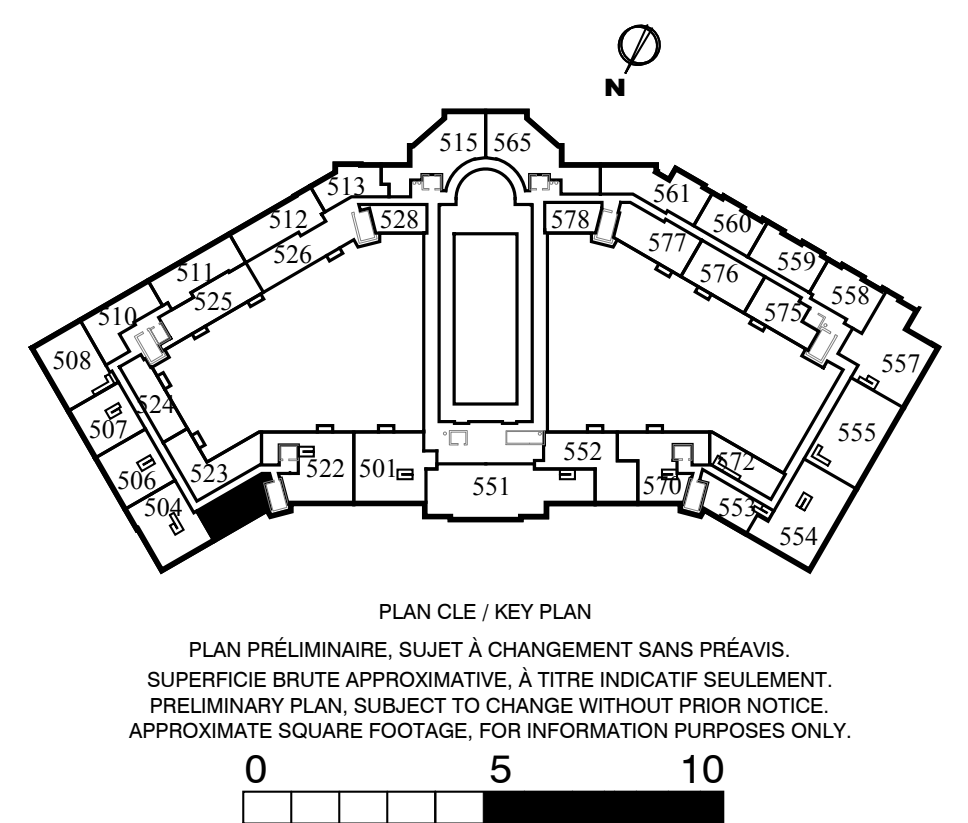 N
515 565
513 561
512 528 578 560
526 577 559
511 576
525 575 558
510
508 557
524
507 555
523 522 501 552 572
506 551 570
504 553
554
PLAN CLE / KEY PLAN
PLAN PRÉLIMINAIRE, SUJET À CHANGEMENT SANS PRÉAVIS.
SUPERFICIE BRUTE APPROXIMATIVE, À TITRE INDICATIF SEULEMENT.
PRELIMINARY PLAN, SUBJECT TO CHANGE WITHOUT PRIOR NOTICE.
APPROXIMATE SQUARE FOOTAGE, FOR INFORMATION PURPOSES ONLY.
0 5 10